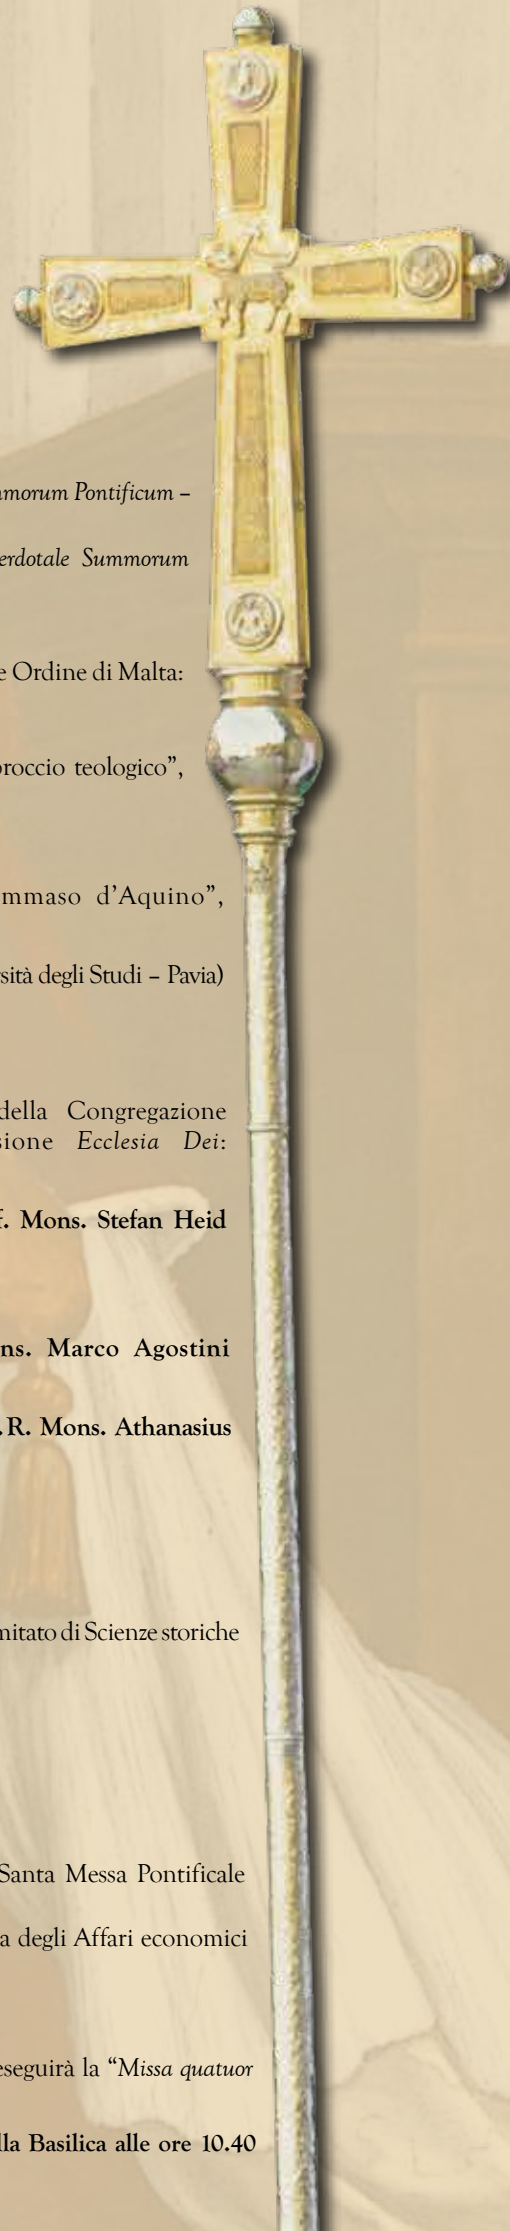 morum Pontificum –
erdotale Summorum
e Ordine di Malta:
roccio teologico”,
mmaso d’Aquino”,
sità degli Studi – Pavia)
della Congregazione
sione Ecclesia Dei:
f. Mons. Stefan Heid
ns. Marco Agostini
.R. Mons. Athanasius
mitato di Scienze storiche
Santa Messa Pontificale
a degli Affari economici
eseguirà la “Missa quatuor
lla Basilica alle ore 10.40